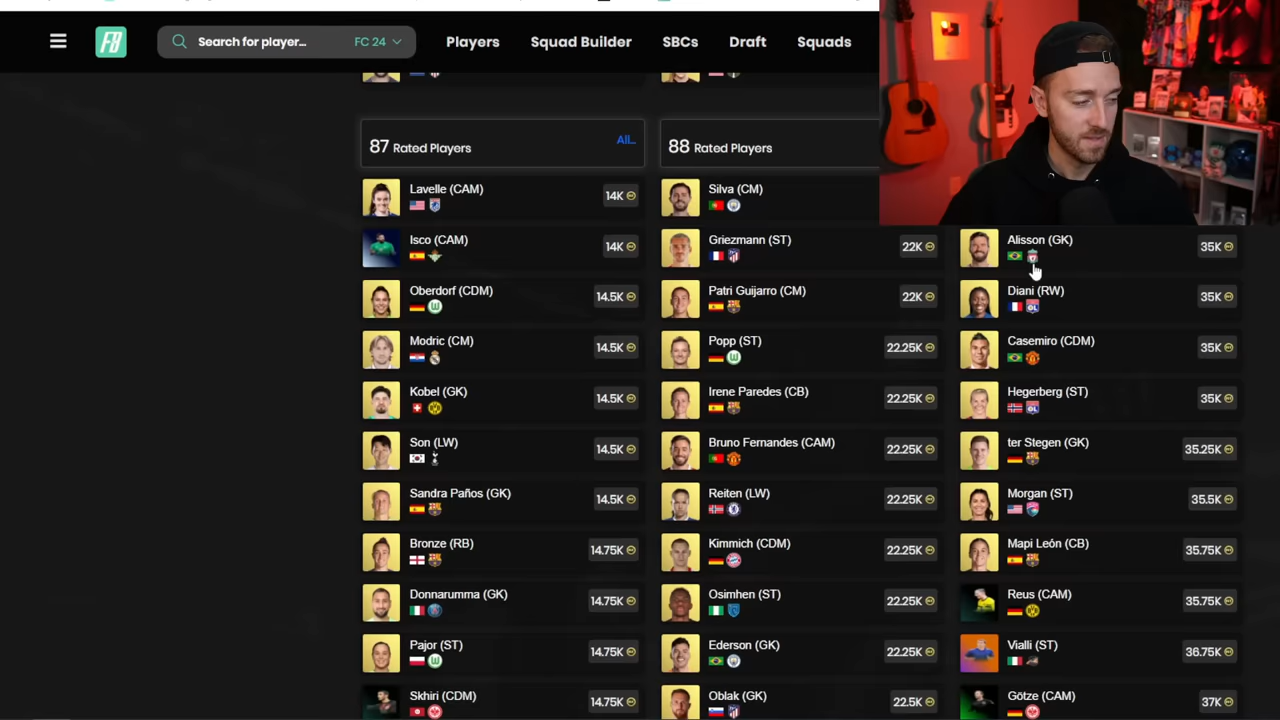 FB
Search for player...
FC 24
Players
Squad Builder
SBCs
Draft
Squads
87 Rated Players
All...
Lavelle (CAM)
14K
Isco (CAM)
14K
Oberdorf (CDM)
14.5K
Modric (CM)
14.5K
Kobel (GK)
14.5K
Son (LW)
14.5K
Sandra Paños (GK)
14.5K
Bronze (RB)
14.75K
Donnarumma (GK)
14.75K
Pajor (ST)
14.75K
Skhiri (CDM)
14.75K
88 Rated Players
Silva (CM)
Griezmann (ST)
22K
Patri Guijarro (CM)
22K
Popp (ST)
22.25K
Irene Paredes (CB)
22.25K
Bruno Fernandes (CAM)
22.25K
Reiten (LW)
22.25K
Kimmich (CDM)
22.25K
Osimhen (ST)
22.25K
Ederson (GK)
22.25K
Oblak (GK)
22.5K
Alisson (GK)
35K
Diani (RW)
35K
Casemiro (CDM)
35K
Hegerberg (ST)
35K
ter Stegen (GK)
35.25K
Morgan (ST)
35.5K
Mapi León (CB)
35.75K
Reus (CAM)
35.75K
Vialli (ST)
36.75K
Götze (CAM)
37K